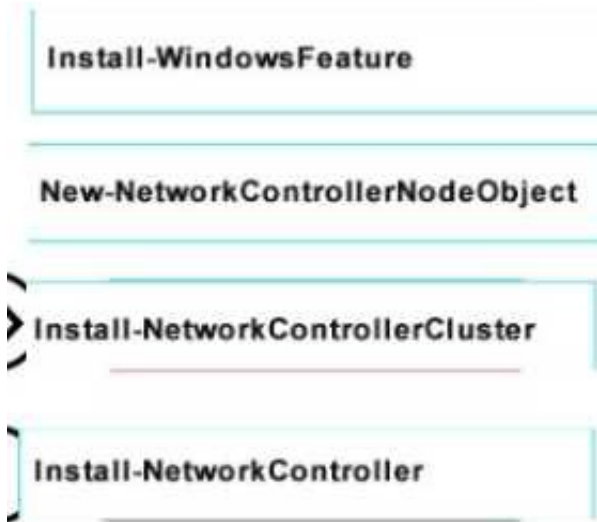 Install-WindowsFeature
New-NetworkControllerNodeObject
Install-NetworkControllerCluster
Install-NetworkController